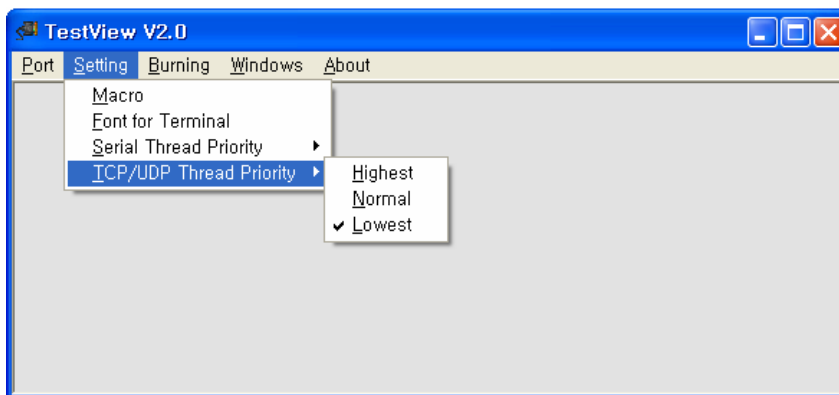 TestView V2.0
Port Setting Burning Windows About
Macro
Font for Terminal
Serial Thread Priority
TCP/UDP Thread Priority
Highest
Normal
Lowest